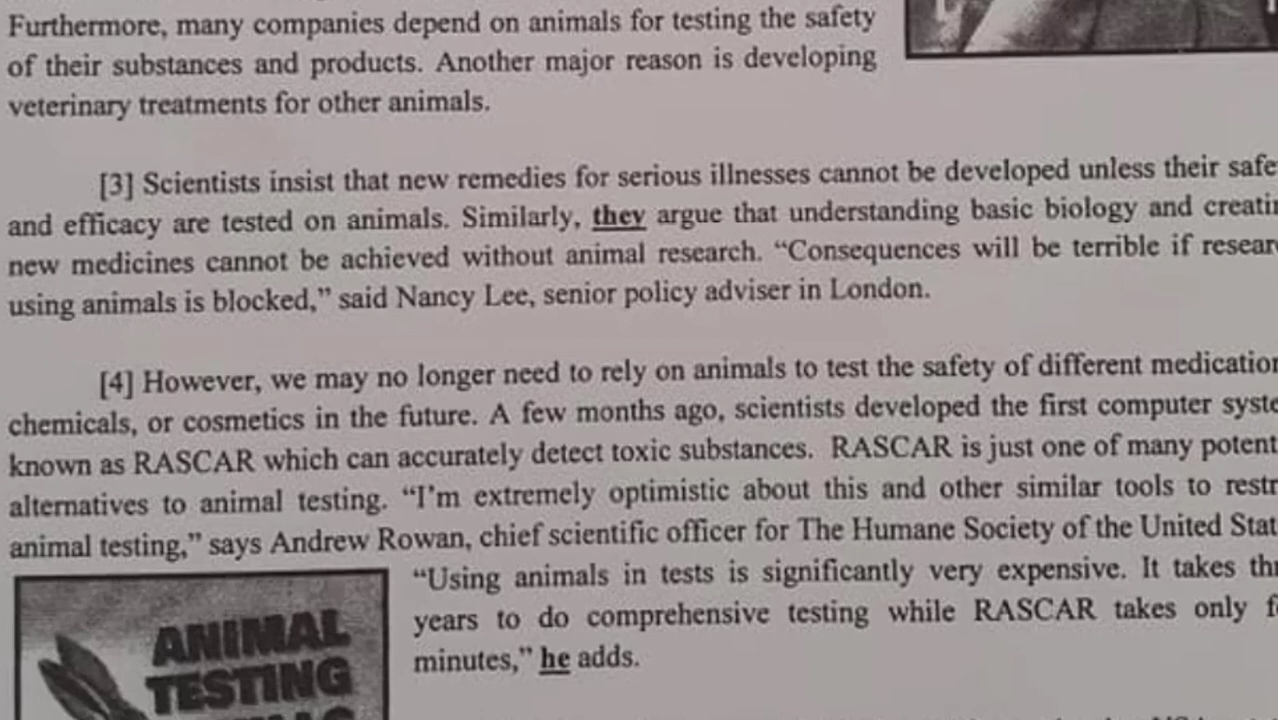 Furthermore, many companies depend on animals for testing the safety
of their substances and products. Another major reason is developing
veterinary treatments for other animals.
[3] Scientists insist that new remedies for serious illnesses cannot be developed unless their
and efficacy are tested on animals. Similarly, they argue that understanding basic biology and
new medicines cannot be achieved without animal research. “Consequences will be terrible if
using animals is blocked,” said Nancy Lee, senior policy adviser in London.
[4] However, we may no longer need to rely on animals to test the safety of different
chemicals, or cosmetics in the future. A few months ago, scientists developed the first computer
known as RASCAR which can accurately detect toxic substances. RASCAR is just one of many
alternatives to animal testing. “I’m extremely optimistic about this and other similar tools to
animal testing,” says Andrew Rowan, chief scientific officer for The Humane Society of the United
“Using animals in tests is significantly very expensive. It takes
years to do comprehensive testing while RASCAR takes only
minutes,” he adds.
ANIMAL
TESTING